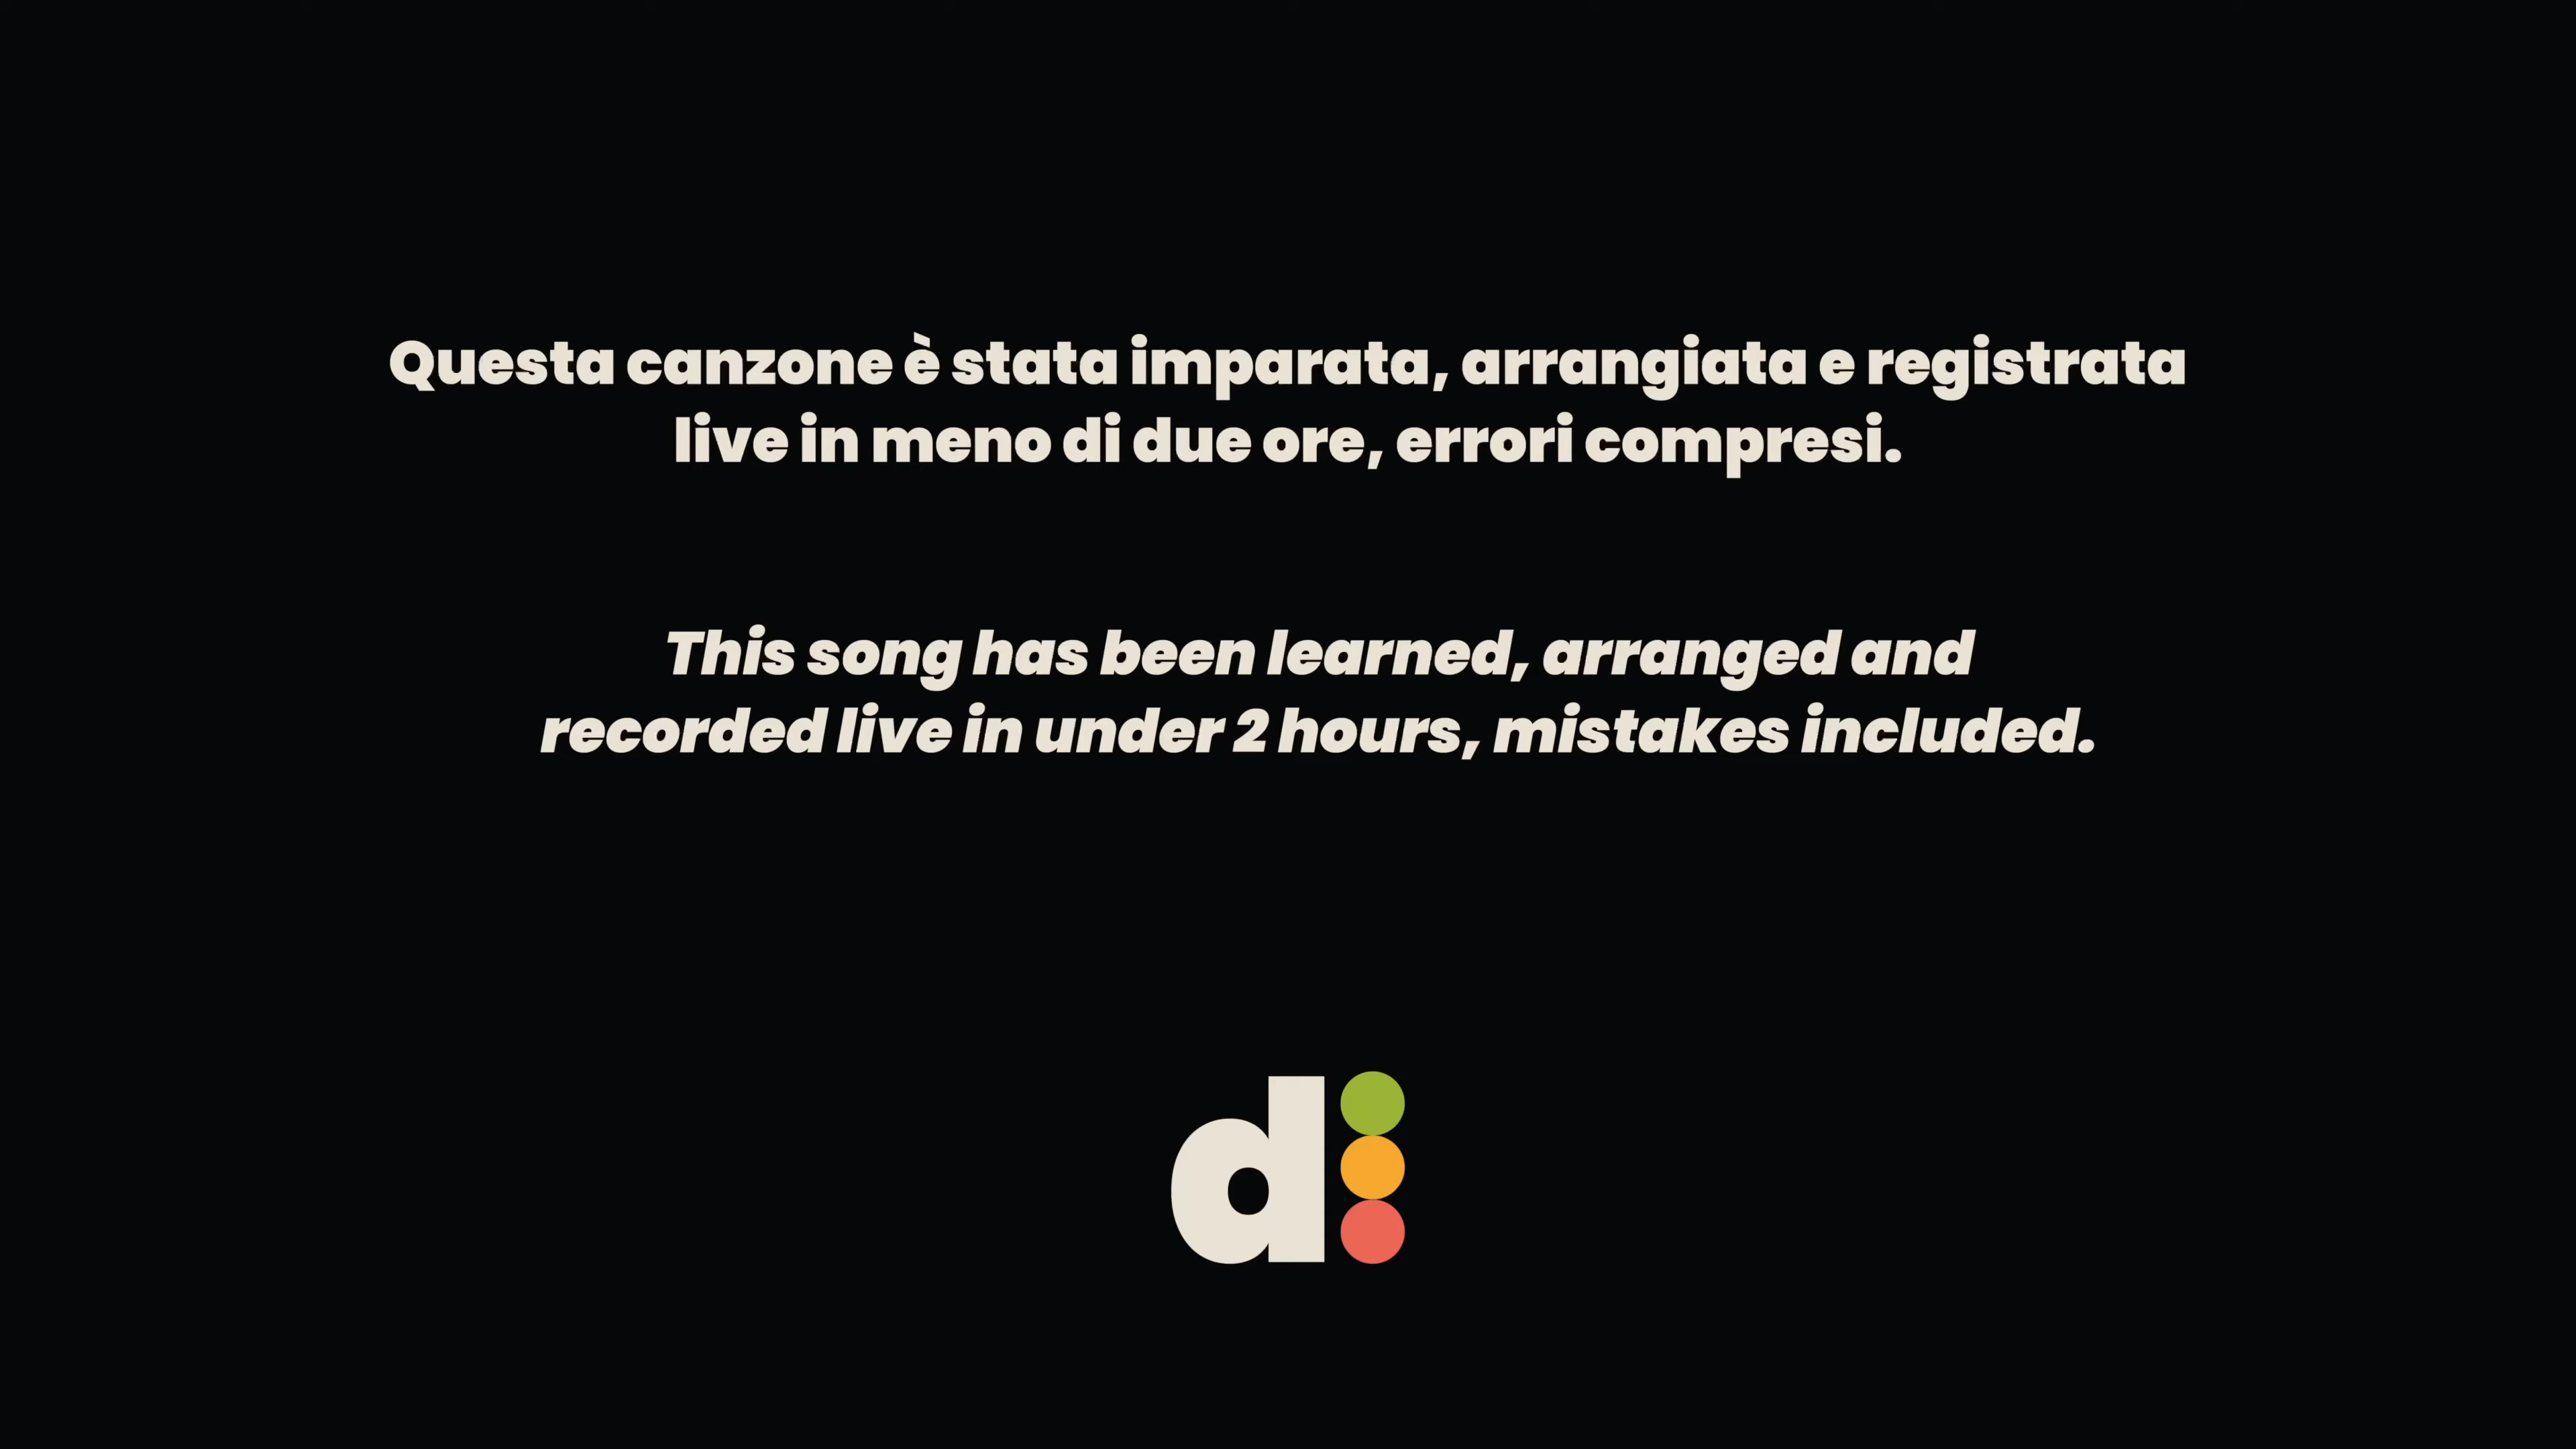 Questa canzone è stata imparata, arrangiata e registrata
live in meno di due ore, errori compresi.
This song has been learned, arranged and
recorded live in under 2 hours, mistakes included.
d